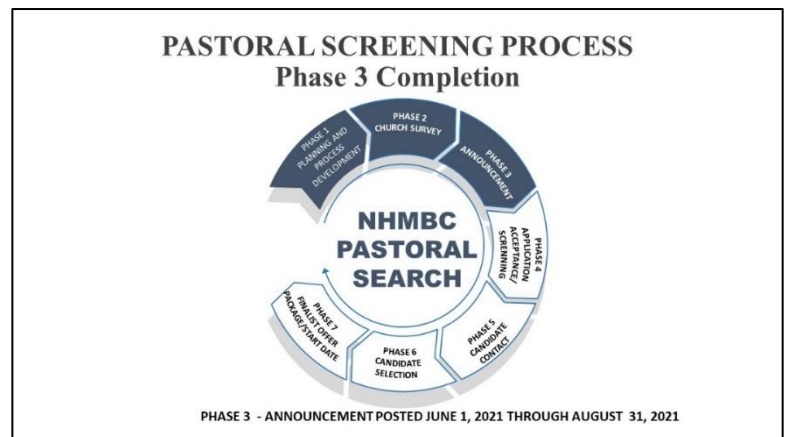 PASTORAL SCREENING PROCESS
Phase 3 Completion
PHASE 1
PLANNING AND
PROCESS
DEVELOPMENT
PHASE 2
CHURCH SURVEY
PHASE 3
ANNOUNCEMENT
PHASE 4
APPLICATION
ACCEPTANCE/
SCRENNING
PHASE 5
CANDIDATE
CONTACT
PHASE 6
CANDIDATE
SELECTION
PHASE 7
FINALIST OFFER
PACKAGE/START DATE
NHMBC
PASTORAL
SEARCH
PHASE 3 - ANNOUNCEMENT POSTED JUNE 1, 2021 THROUGH AUGUST 31, 2021